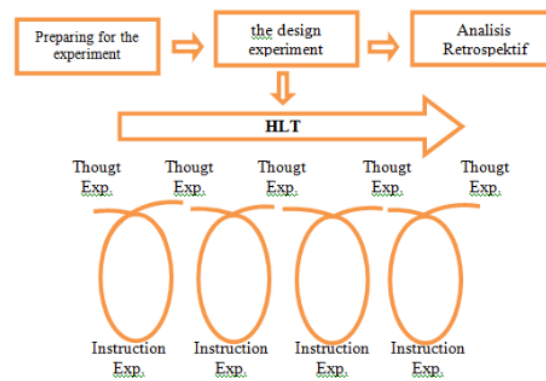 Preparing for the
experiment
the design
experiment
Analisis
Retrospektif
HLT
Thougt
Exp.
Thougt
Exp.
Thougt
Exp.
Thougt
Exp.
Thougt
Exp.
Instruction
Exp.
Instruction
Exp.
Instruction
Exp.
Instruction
Exp.